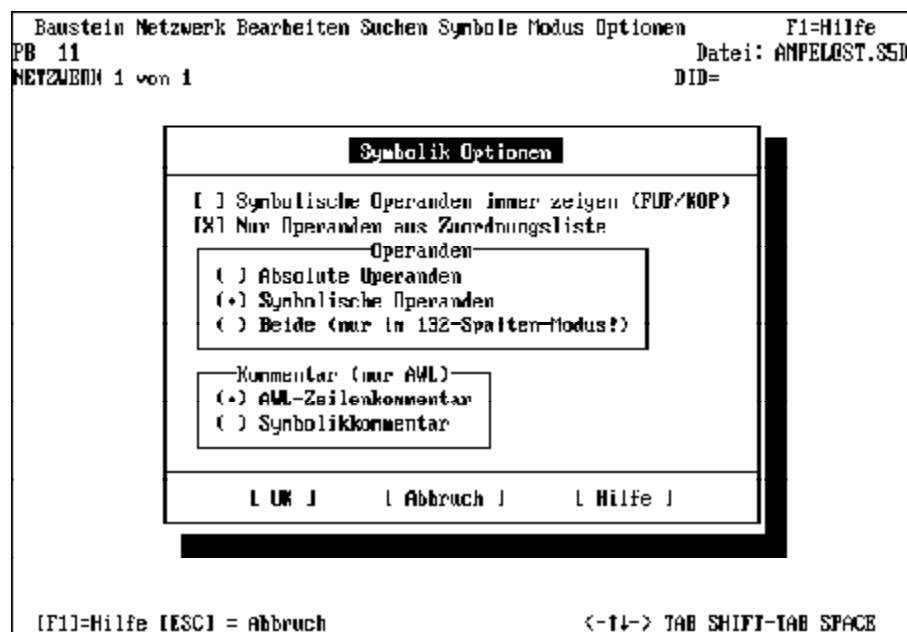 Baustein Netzwerk Bearbeiten Suchen Symbole Modus Optionen F1=Hilfe
PB 11 Datei: AMPEL@ST.S5D
NETZWERK 1 von 1 DID=
Symbolik Optionen
[ ] Symbolische Operanden immer zeigen (FUP/KOP)
[X] Nur Operanden aus Zuordnungsliste
Operanden
( ) Absolute Operanden
(•) Symbolische Operanden
( ) Beide (nur in 132-Spalten-Modus!)
Kommentar (nur AWL)
(•) AWL-Zeilenkommentar
( ) Symbolikkommentar
[ OK ] [ Abbruch ] [ Hilfe ]
[F1]=Hilfe [ESC] = Abbruch <-↑↓-> TAB SHIFT-TAB SPACE